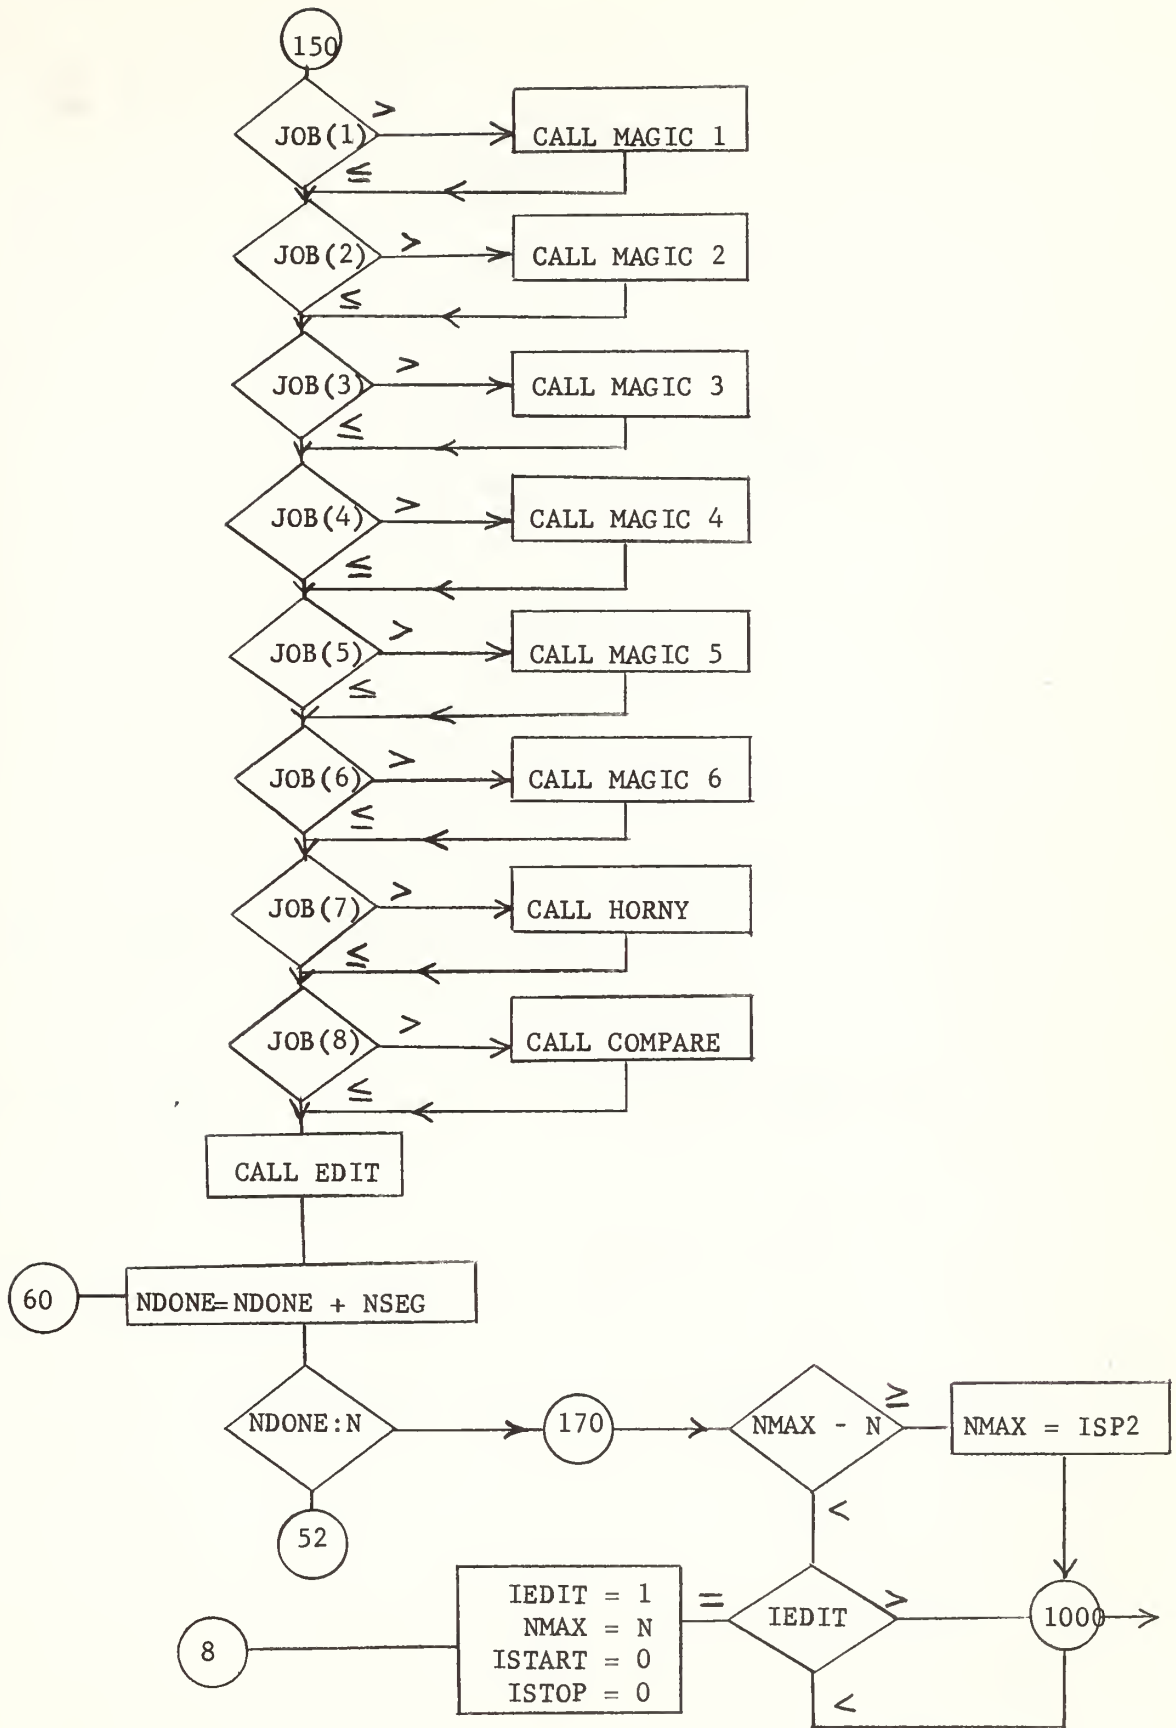 150
JOB(1)
>
≤
CALL MAGIC 1
JOB(2)
>
≤
CALL MAGIC 2
JOB(3)
>
≤
CALL MAGIC 3
JOB(4)
>
≤
CALL MAGIC 4
JOB(5)
>
≤
CALL MAGIC 5
JOB(6)
>
≤
CALL MAGIC 6
JOB(7)
>
≤
CALL HORNY
JOB(8)
>
≤
CALL COMPARE
CALL EDIT
60
NDONE=NDONE + NSEG
NDONE:N
170
NMAX - N
≥
NMAX = ISP2
<
52
8
IEDIT = 1
NMAX = N
ISTART = 0
ISTOP = 0
=
IEDIT
>
1000
<